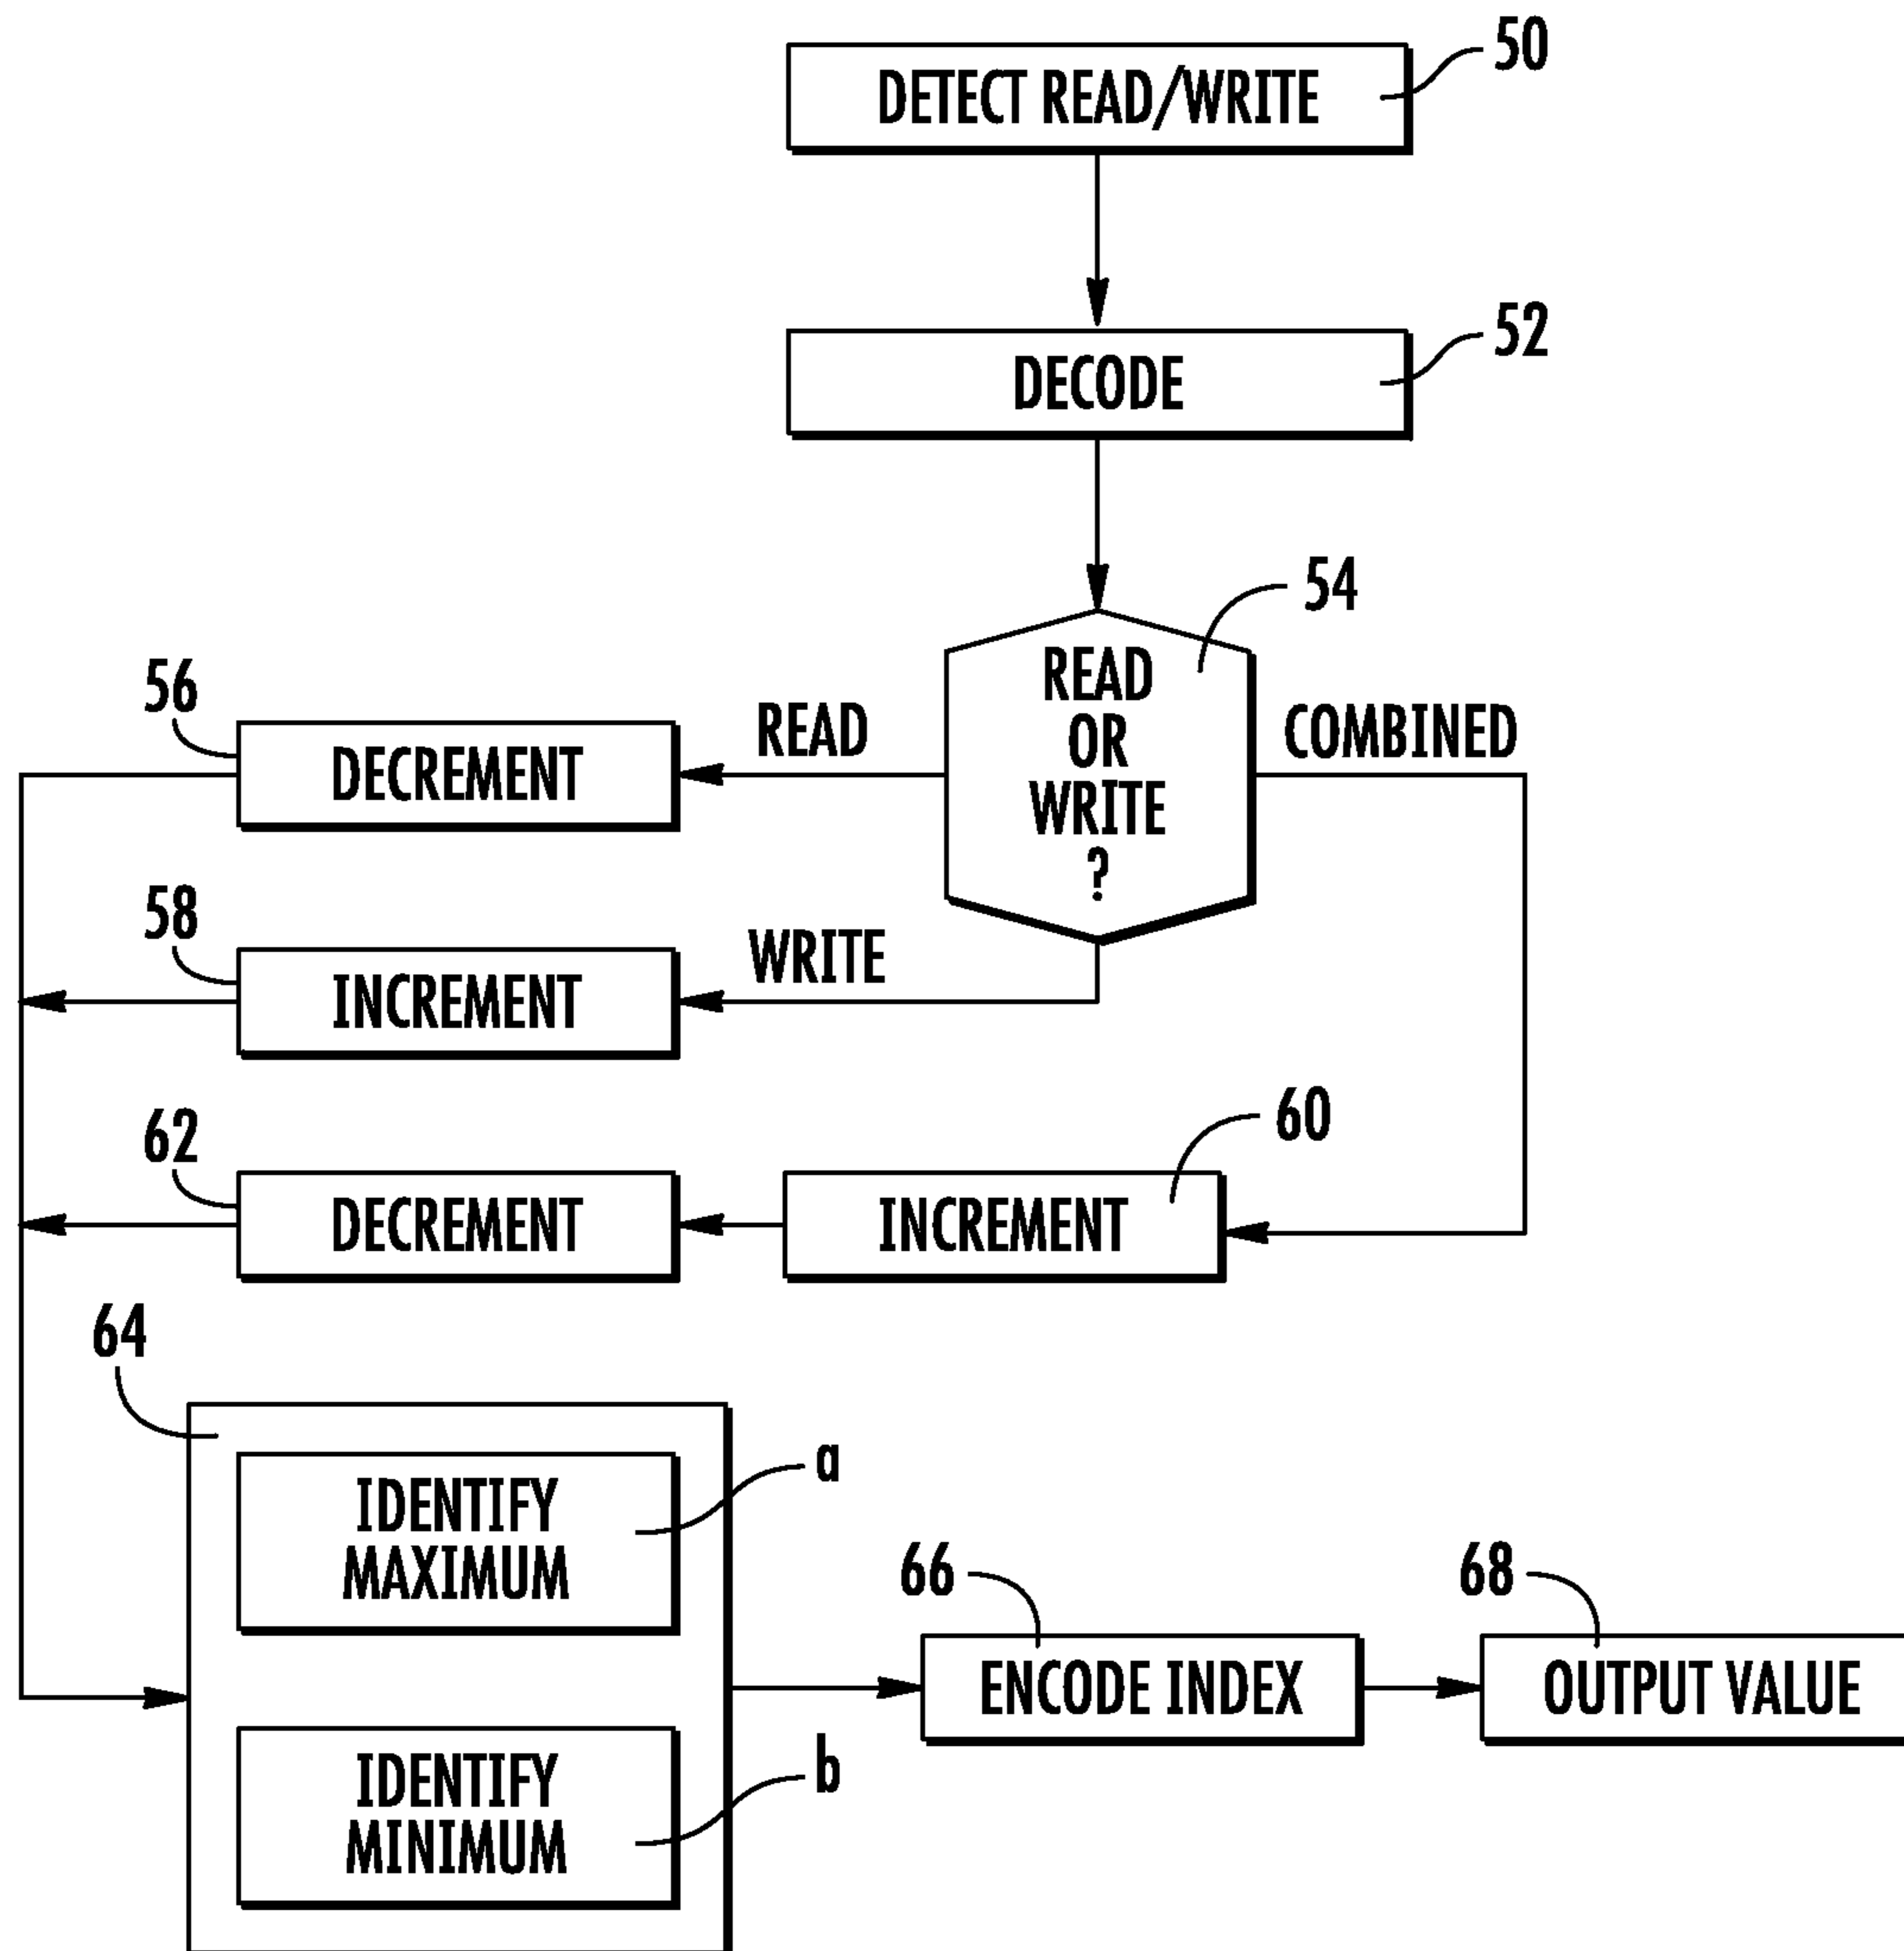 DETECT READ/WRITE
50
DECODE
52
54
READ
OR
WRITE
?
READ
COMBINED
56
DECREMENT
WRITE
58
INCREMENT
60
INCREMENT
62
DECREMENT
64
IDENTIFY
MAXIMUM
a
IDENTIFY
MINIMUM
b
66
ENCODE INDEX
68
OUTPUT VALUE